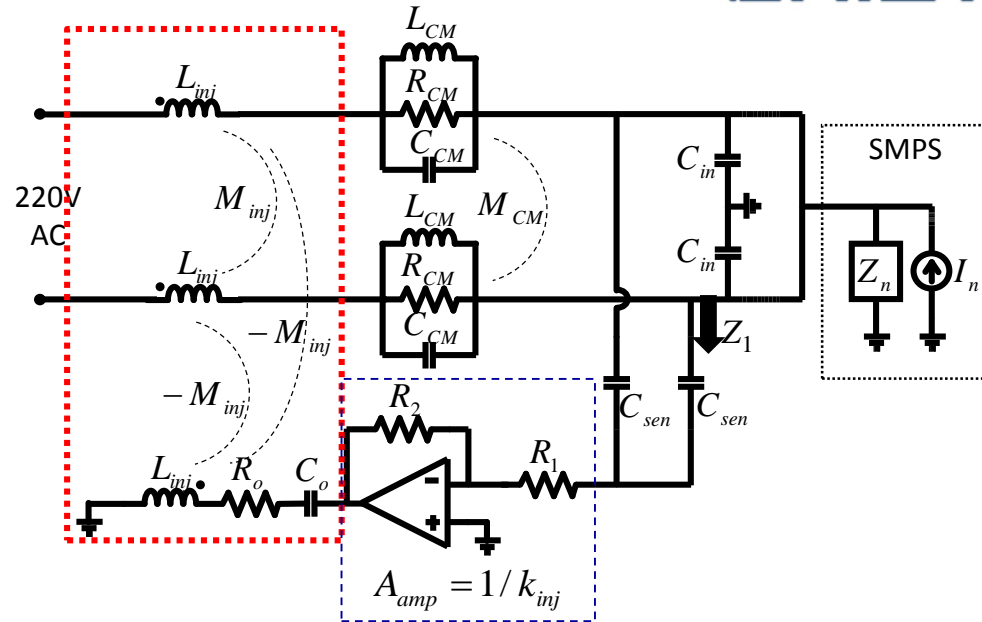 L_CM
L_inj
R_CM
C_CM
SMPS
C_in
220V
AC
M_inj
L_CM
M_CM
L_inj
R_CM
C_in
Z_n
I_n
C_CM
-M_inj
Z_1
-M_inj
R_2
C_sen
C_sen
R_1
L_inj
R_o
C_o
-
+
A_amp = 1/k_inj